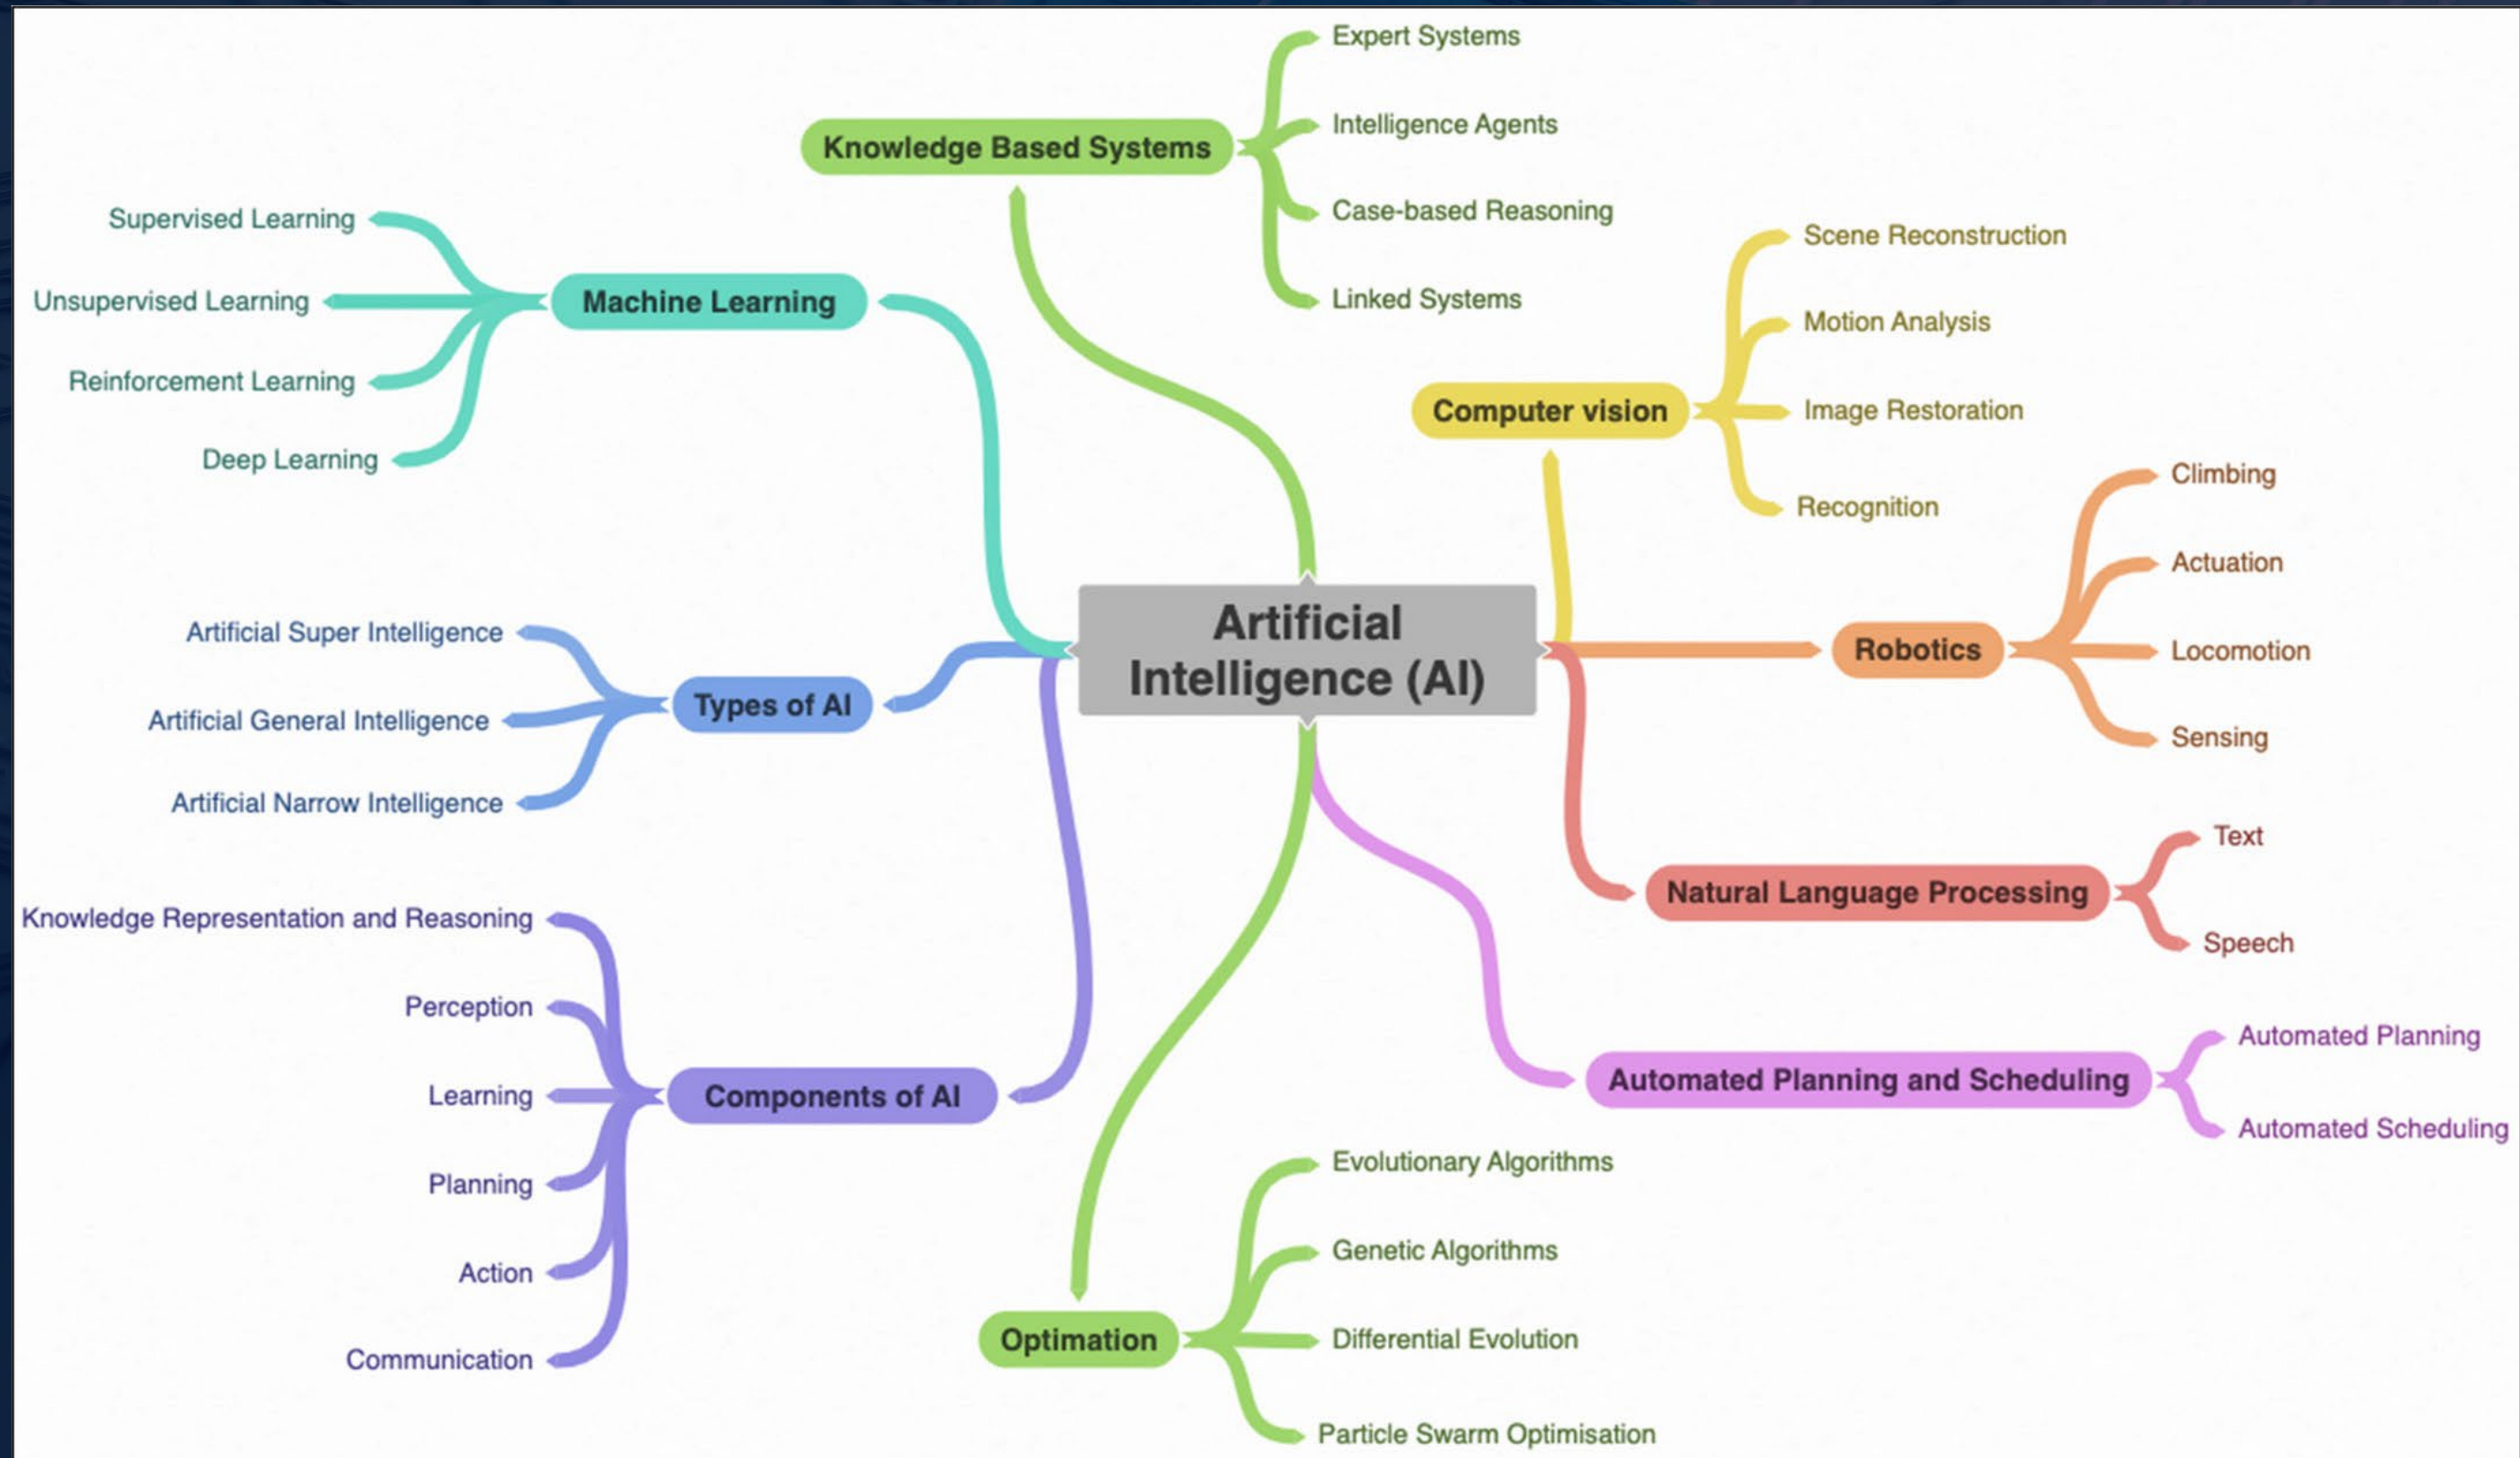 Expert Systems
Intelligence Agents
Knowledge Based Systems
Case-based Reasoning
Linked Systems
Supervised Learning
Unsupervised Learning
Machine Learning
Reinforcement Learning
Deep Learning
Scene Reconstruction
Motion Analysis
Computer vision
Image Restoration
Recognition
Climbing
Actuation
Robotics
Locomotion
Sensing
Artificial
Intelligence (AI)
Artificial Super Intelligence
Types of AI
Artificial General Intelligence
Artificial Narrow Intelligence
Text
Natural Language Processing
Speech
Knowledge Representation and Reasoning
Perception
Learning
Components of AI
Planning
Action
Communication
Automated Planning
Automated Planning and Scheduling
Automated Scheduling
Evolutionary Algorithms
Genetic Algorithms
Optimation
Differential Evolution
Particle Swarm Optimisation